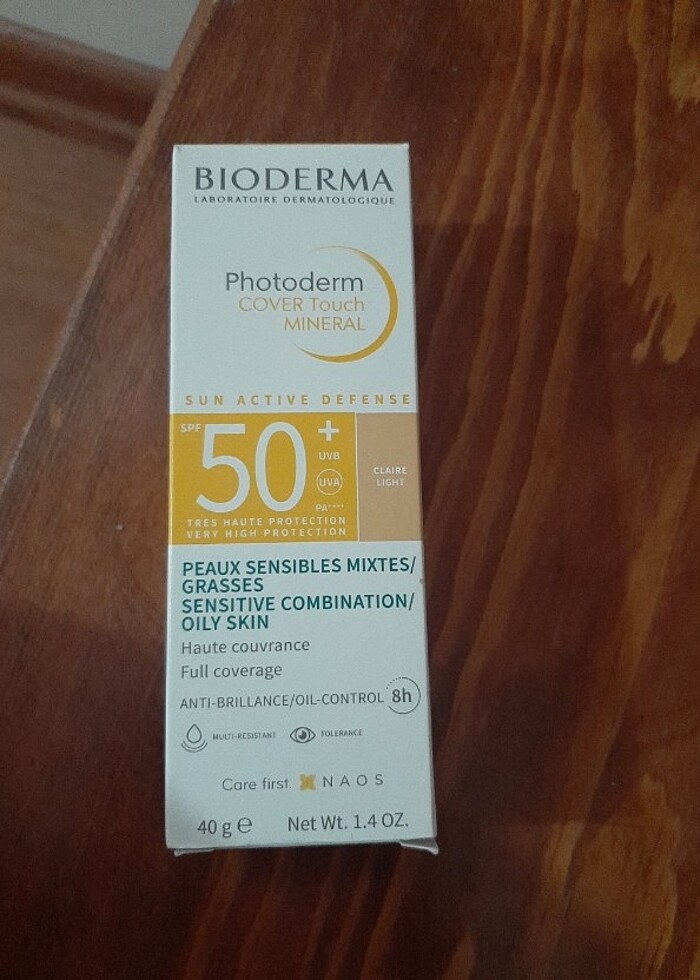 BIODERMA
LABORATOIRE DERMATOLOGIQUE
Photoderm
COVER Touch
MINERAL
SUN ACTIVE DEFENSE
SPF 50+
UVB
UVA
PA++++
TRÈS HAUTE PROTECTION
VERY HIGH PROTECTION
CLAIRE
LIGHT
PEAUX SENSIBLES MIXTES/
GRASSES
SENSITIVE COMBINATION/
OILY SKIN
Haute couvrance
Full coverage
ANTI-BRILLANCE/OIL-CONTROL 8h
MULTI-RESISTANT TOLERANCE
Care first. NAOS
40 g ℮ Net Wt. 1.4 OZ.